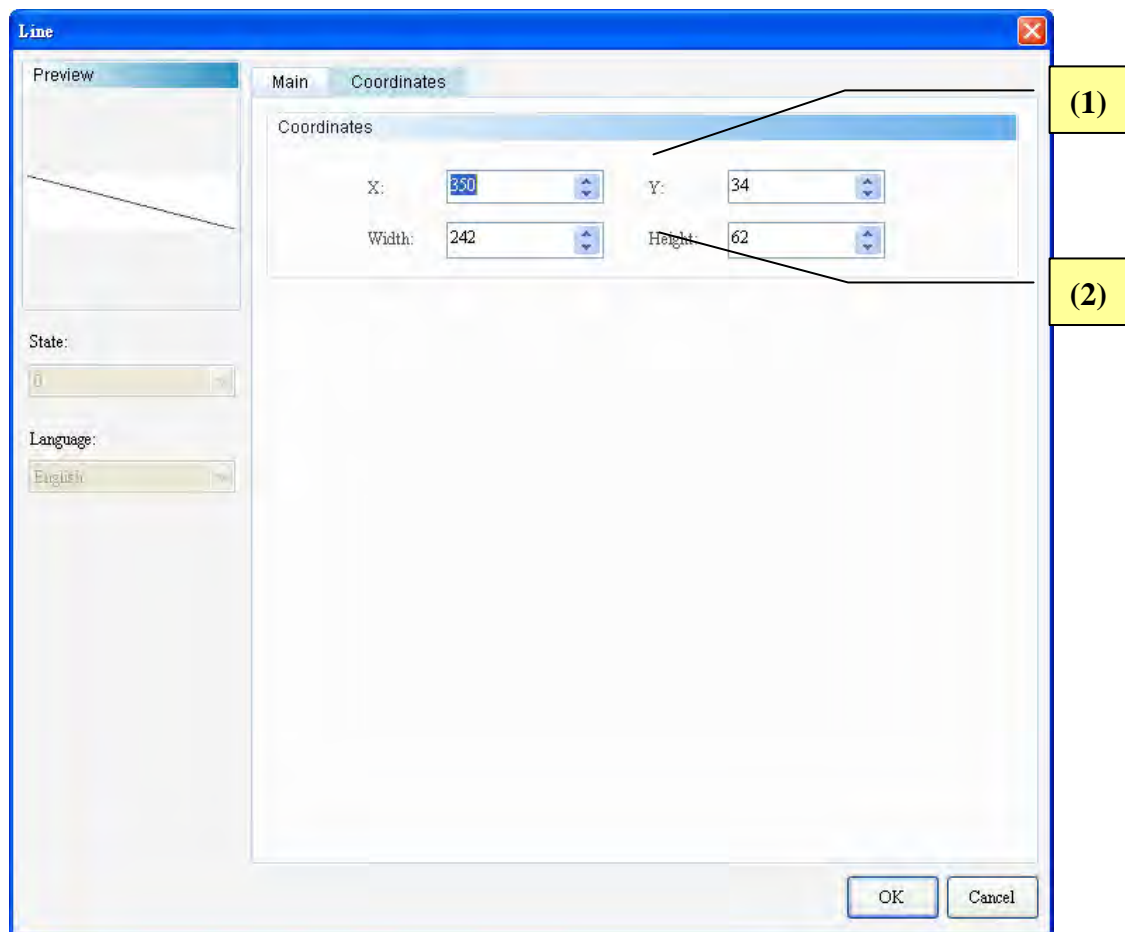 Line
Preview
Main Coordinates
(1)
Coordinates
X: 350 Y: 34
Width: 242 Height: 62
(2)
State:
0
Language:
English
OK Cancel